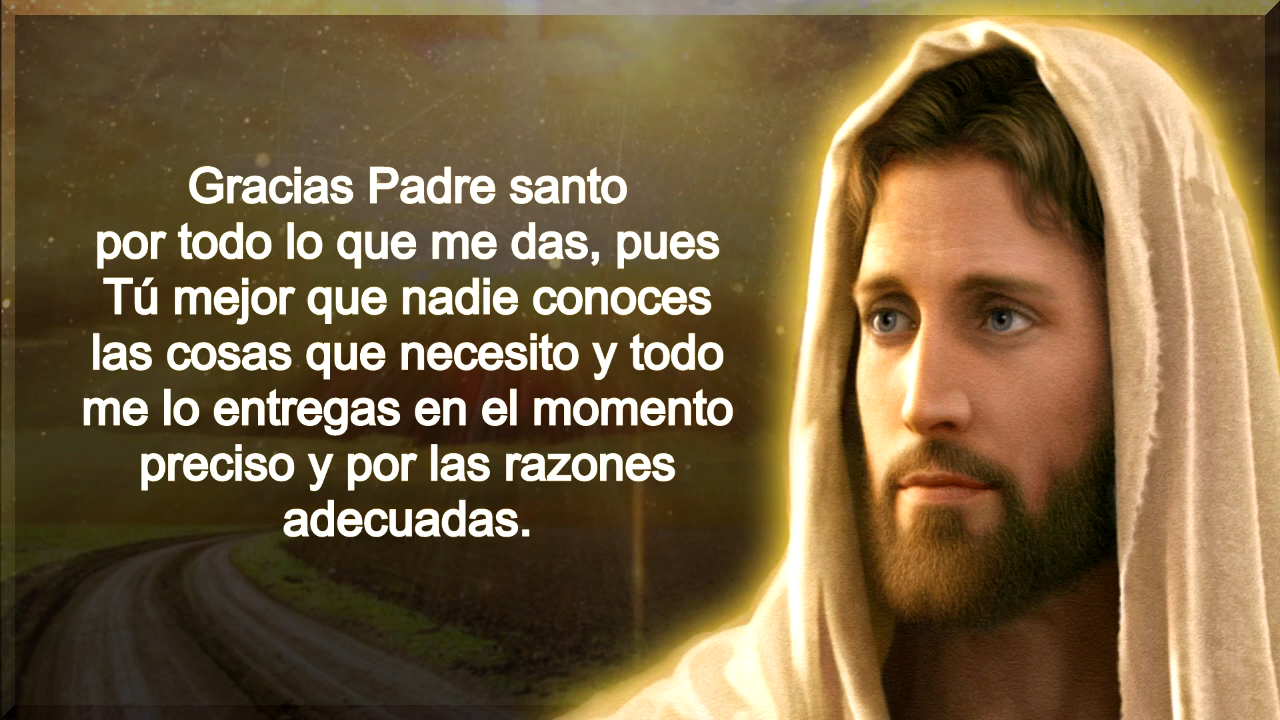 Gracias Padre santo
por todo lo que me das, pues
Tú mejor que nadie conoces
las cosas que necesito y todo
me lo entregas en el momento
preciso y por las razones
adecuadas.